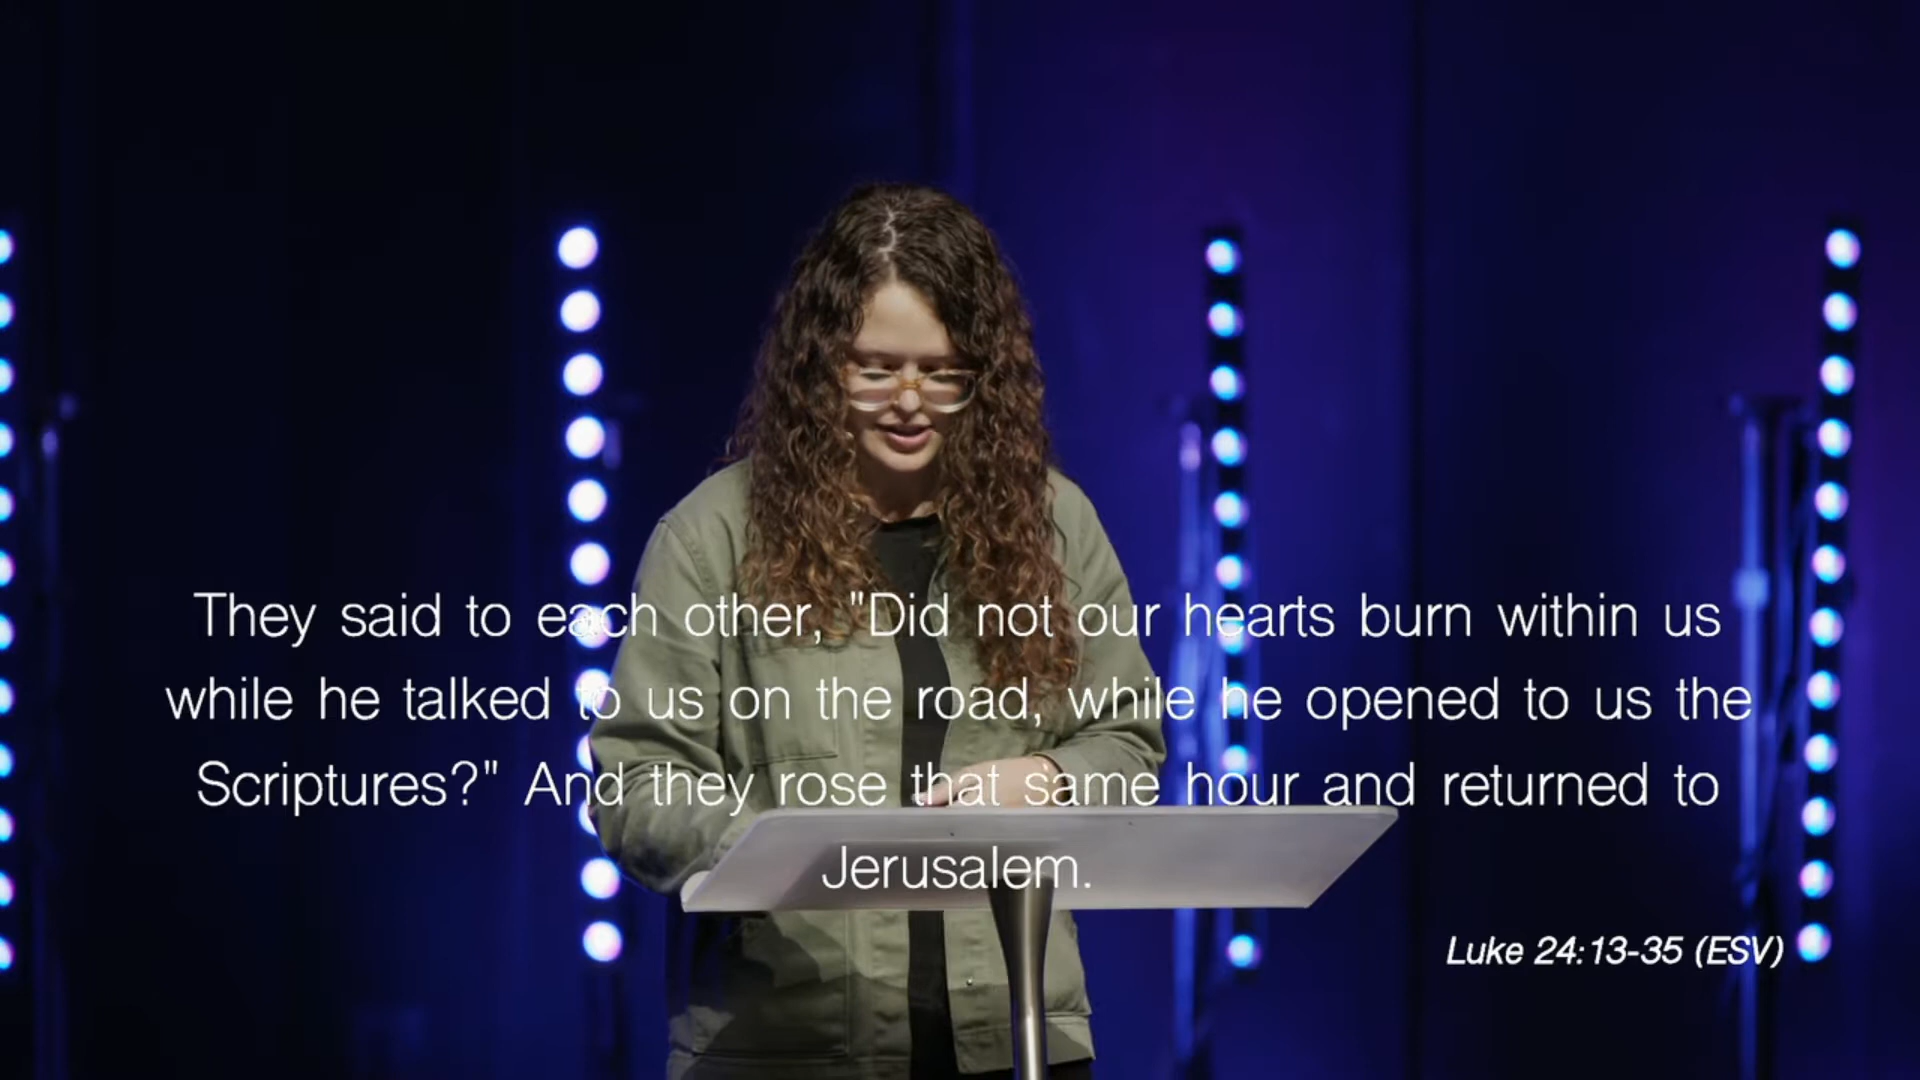 They said to each other, "Did not our hearts burn within us
while he talked to us on the road, while he opened to us the
Scriptures?" And they rose that same hour and returned to
Jerusalem.
Luke 24:13-35 (ESV)